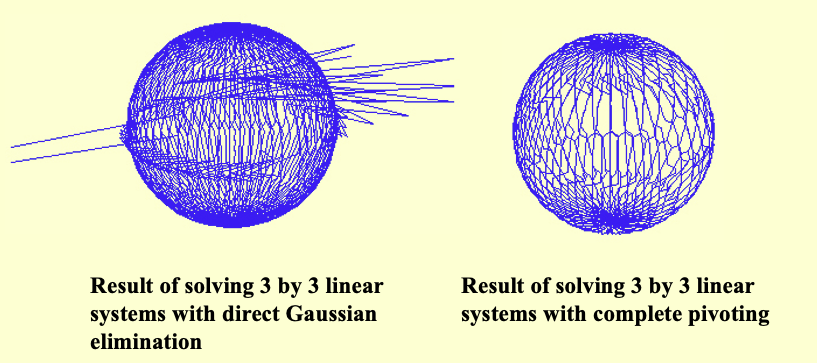 Result of solving 3 by 3 linear
systems with direct Gaussian
elimination
Result of solving 3 by 3 linear
systems with complete pivoting